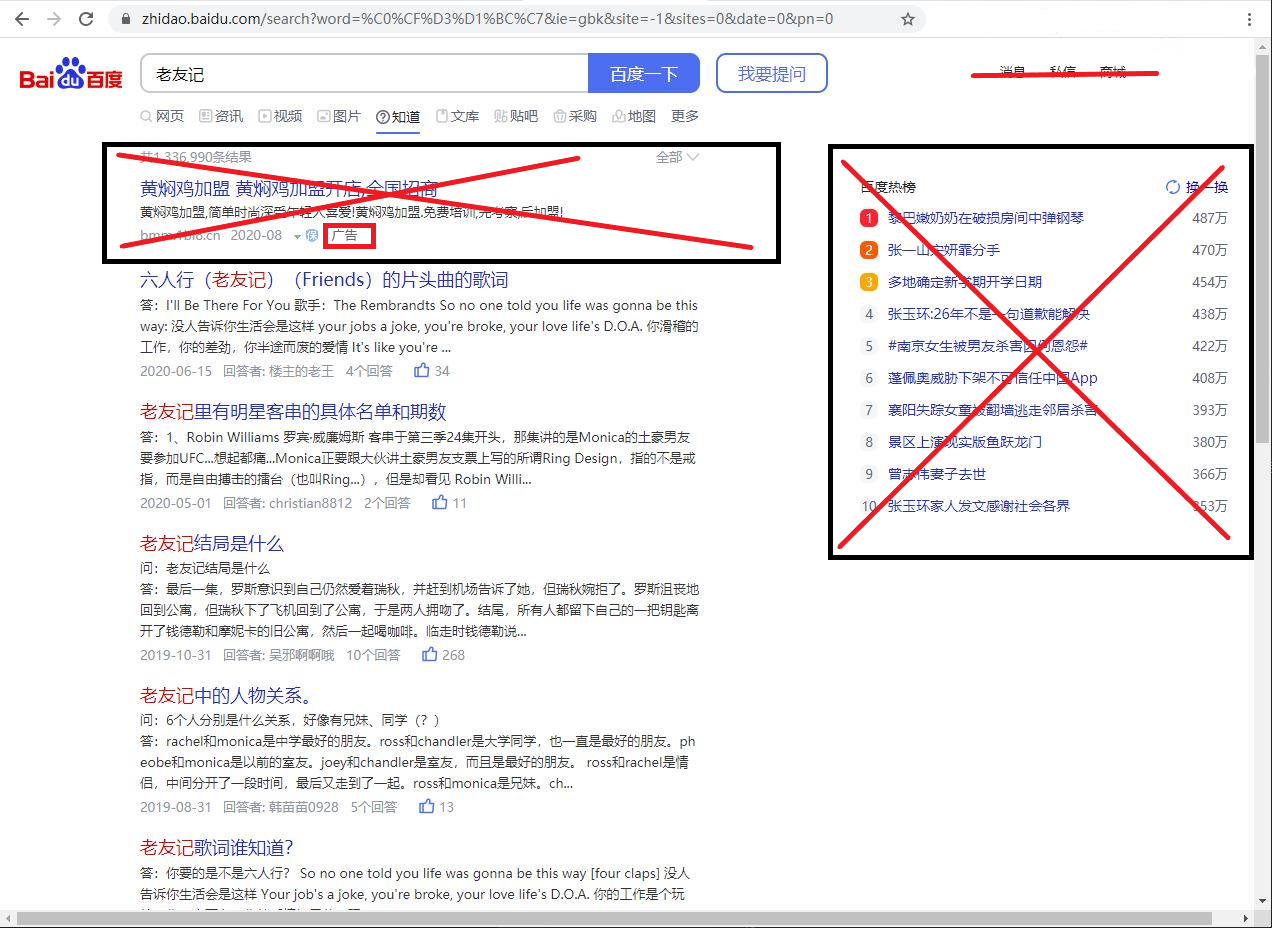 zhidao.baidu.com/search?word=%C0%CF%D3%D1%BC%C7&ie=gbk&site=-1&sites=0&date=0&pn=0
Bai du 百度
老友记
百度一下
我要提问
消息 私信 商城
网页 资讯 视频 图片 知道 文库 贴吧 采购 地图 更多
共1,336,990条结果 全部
黄焖鸡加盟 黄焖鸡加盟开店,全国招商
黄焖鸡加盟,简单时尚深受年轻人喜爱!黄焖鸡加盟.免费培训,先考察,后加盟!
2020-08 保 广告
六人行（老友记）（Friends）的片头曲的歌词
答：I'll Be There For You 歌手：The Rembrandts So no one told you life was gonna be this
way: 没人告诉你生活会是这样 your jobs a joke, you're broke, your love life's D.O.A. 你滑稽的
工作，你的差劲，你半途而废的爱情 It's like you're ...
2020-06-15 回答者: 楼主的老王 4个回答 34
老友记里有明星客串的具体名单和期数
答：1、Robin Williams 罗宾·威廉姆斯 客串于第三季24集开头，那集讲的是Monica的土豪男友
要参加UFC...想起都痛...Monica正要跟大伙讲土豪男友支票上写的所谓Ring Design，指的不是戒
指，而是自由搏击的擂台（也叫Ring...），但是却看见 Robin Willi...
2020-05-01 回答者: christian8812 2个回答 11
老友记结局是什么
问：老友记结局是什么
答：最后一集，罗斯意识到自己仍然爱着瑞秋，并赶到机场告诉了她，但瑞秋婉拒了。罗斯沮丧地
回到公寓，但瑞秋下了飞机回到了公寓，于是两人拥吻了。结尾，所有人都留下自己的一把钥匙离
开了钱德勒和摩妮卡的旧公寓，然后一起喝咖啡。临走时钱德勒说...
2019-10-31 回答者: 吴邪啊啊哦 10个回答 268
老友记中的人物关系。
问：6个人分别是什么关系，好像有兄妹、同学（？）
答：rachel和monica是中学最好的朋友。ross和chandler是大学同学，也一直是最好的朋友。ph
eobe和monica是以前的室友。joey和chandler是室友，而且是最好的朋友。 ross和rachel是情
侣，中间分开了一段时间，最后又走到了一起。ross和monica是兄妹。ch...
2019-08-31 回答者: 韩苗苗0928 5个回答 13
老友记歌词谁知道？
答：你要的是不是六人行？ So no one told you life was gonna be this way [four claps] 没人
告诉你生活会是这样 Your job's a joke, you're broke, your love life's D.O.A. 你的工作是个玩
百度热榜 换一换
1 黎巴嫩奶奶在破损房间中弹钢琴 487万
2 张一山宋妍霏分手 470万
3 多地确定新学期开学日期 454万
4 张玉环:26年不是一句道歉能解决 438万
5 #南京女生被男友杀害因何恩怨# 422万
6 蓬佩奥威胁下架不可信任中国App 408万
7 襄阳失踪女童被翻墙逃走邻居杀害 393万
8 景区上演现实版鱼跃龙门 380万
9 曾志伟妻子去世 366万
10 张玉环家人发文感谢社会各界 353万